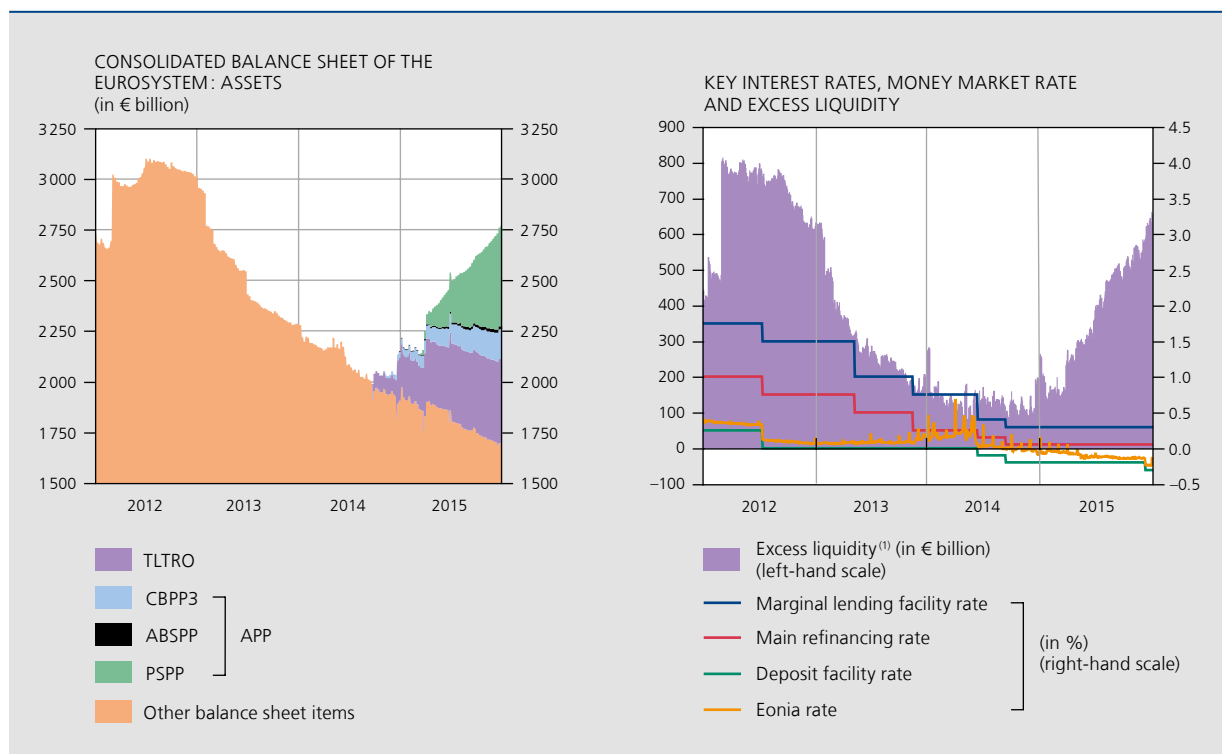 CONSOLIDATED BALANCE SHEET OF THE
EUROSYSTEM: ASSETS
(in € billion)
3 250
3 000
2 750
2 500
2 250
2 000
1 750
1 500
3 250
3 000
2 750
2 500
2 250
2 000
1 750
1 500
2012 2013 2014 2015
TLTRO
CBPP3
ABSPP
PSPP
APP
Other balance sheet items
KEY INTEREST RATES, MONEY MARKET RATE
AND EXCESS LIQUIDITY
900
800
700
600
500
400
300
200
100
0
−100
4.5
4.0
3.5
3.0
2.5
2.0
1.5
1.0
0.5
0.0
−0.5
2012 2013 2014 2015
Excess liquidity (1) (in € billion)
(left-hand scale)
Marginal lending facility rate
Main refinancing rate
Deposit facility rate
Eonia rate
(in %)
(right-hand scale)